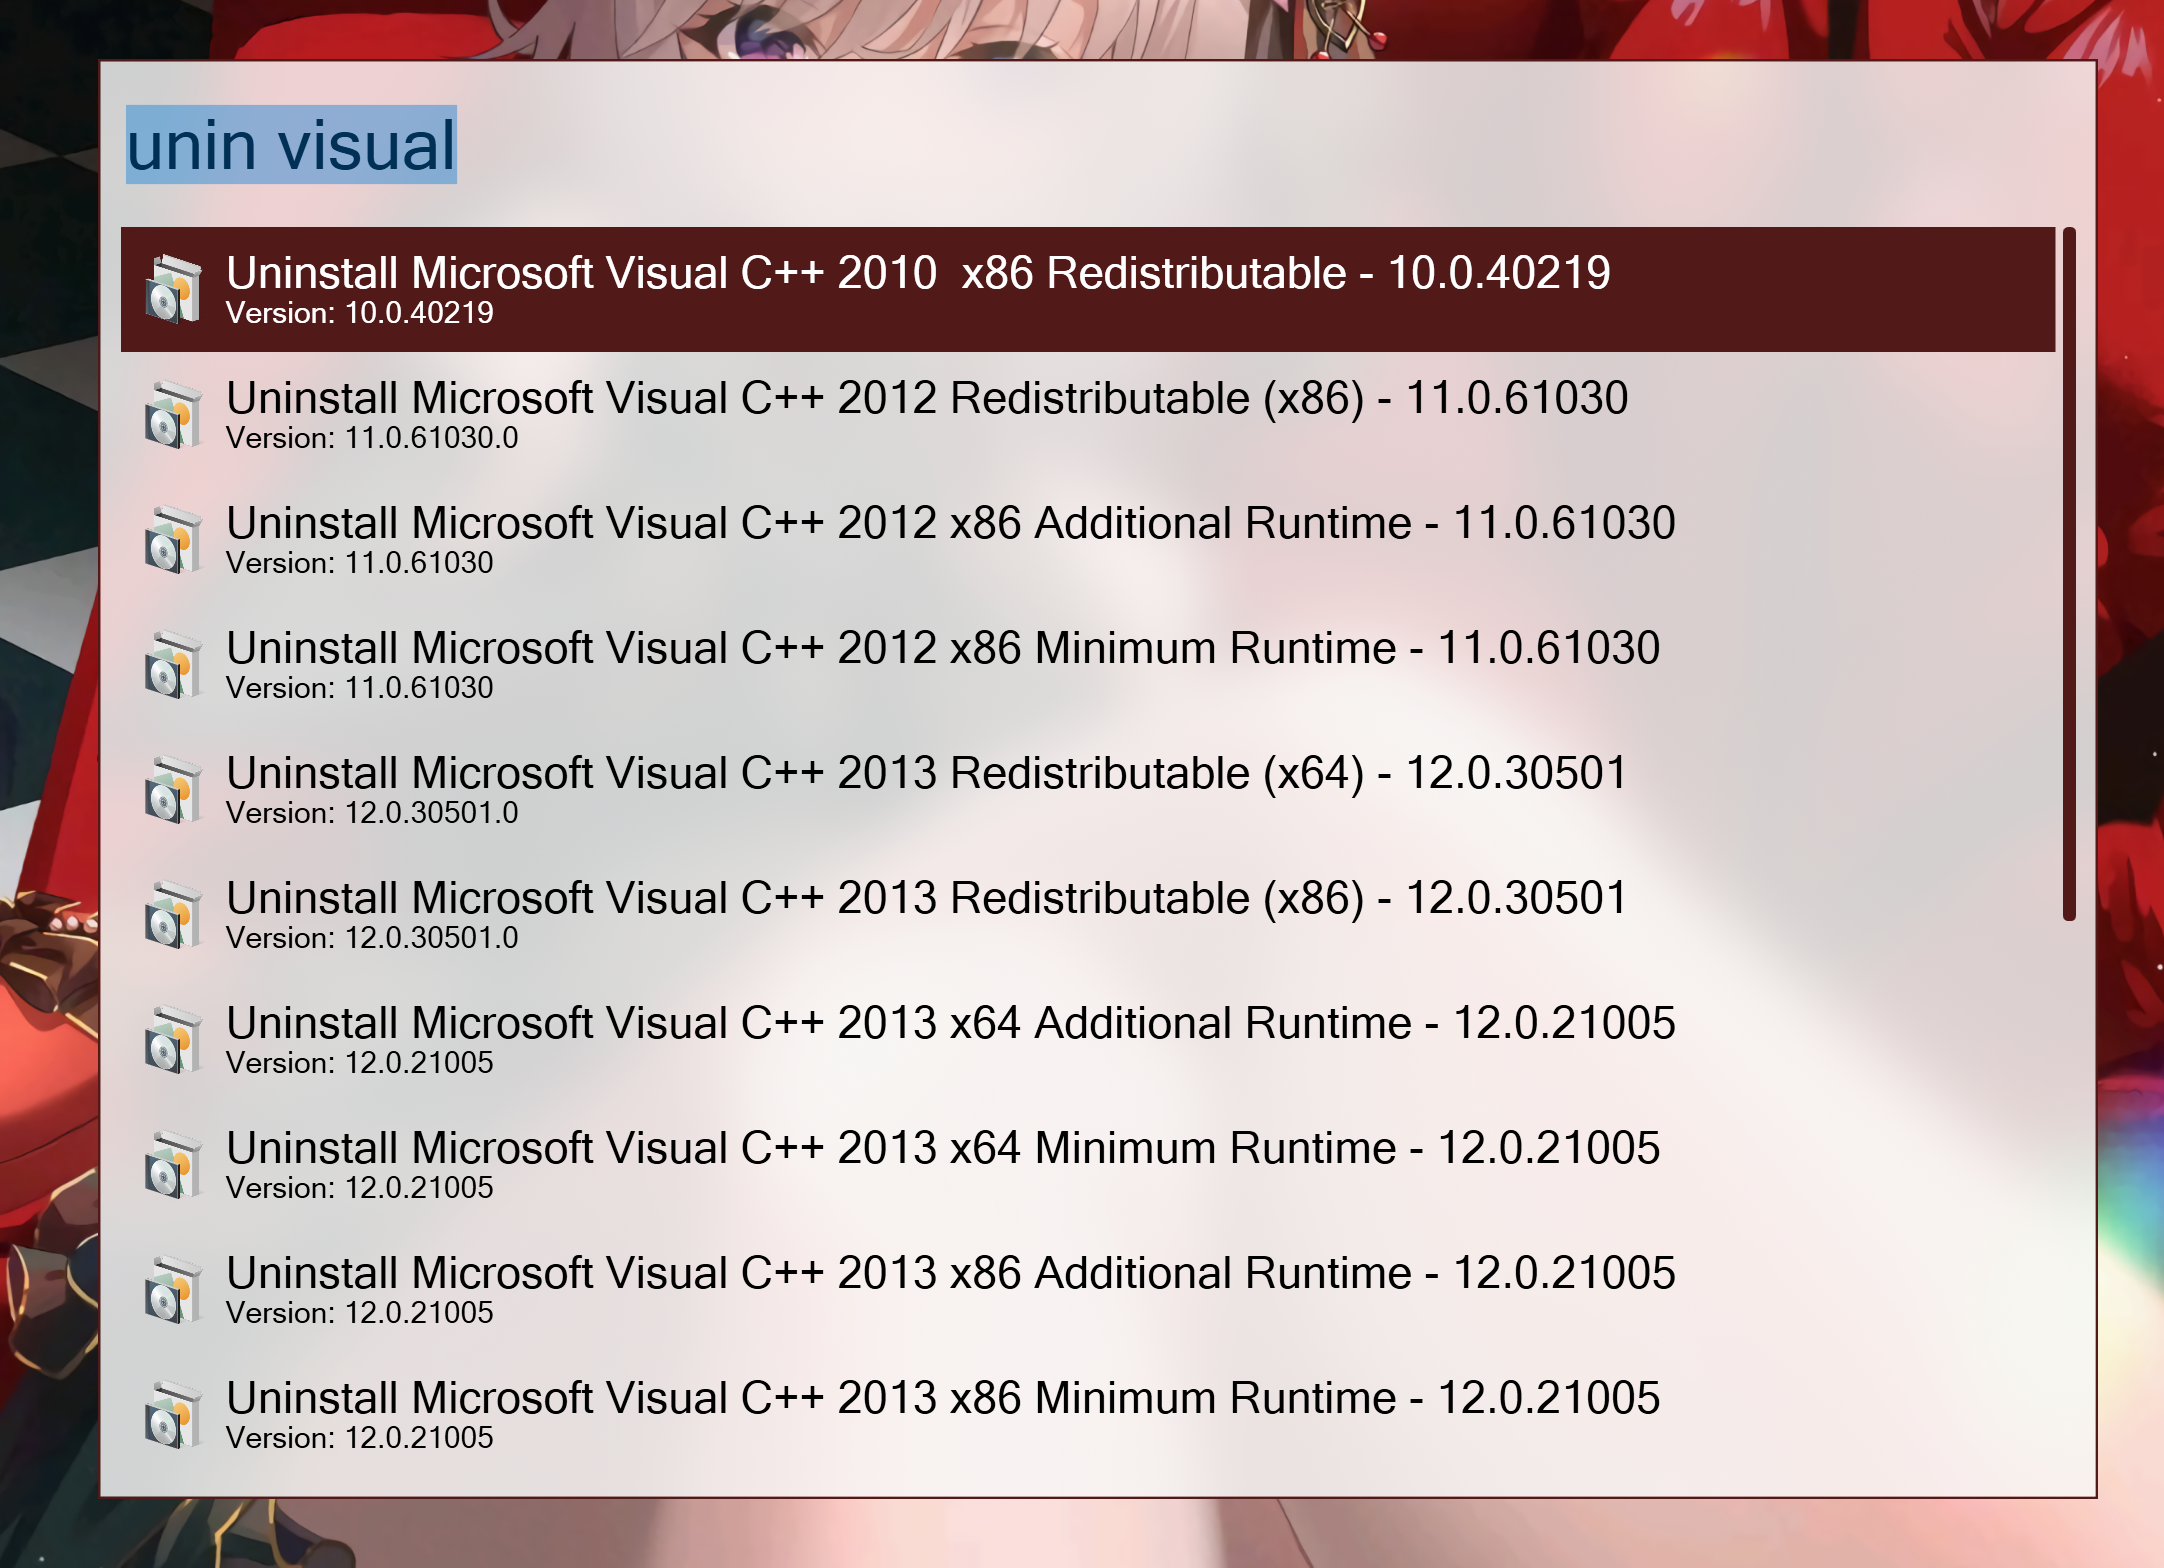 unin visual
Uninstall Microsoft Visual C++ 2010  x86 Redistributable - 10.0.40219
Version: 10.0.40219
Uninstall Microsoft Visual C++ 2012 Redistributable (x86) - 11.0.61030
Version: 11.0.61030.0
Uninstall Microsoft Visual C++ 2012 x86 Additional Runtime - 11.0.61030
Version: 11.0.61030
Uninstall Microsoft Visual C++ 2012 x86 Minimum Runtime - 11.0.61030
Version: 11.0.61030
Uninstall Microsoft Visual C++ 2013 Redistributable (x64) - 12.0.30501
Version: 12.0.30501.0
Uninstall Microsoft Visual C++ 2013 Redistributable (x86) - 12.0.30501
Version: 12.0.30501.0
Uninstall Microsoft Visual C++ 2013 x64 Additional Runtime - 12.0.21005
Version: 12.0.21005
Uninstall Microsoft Visual C++ 2013 x64 Minimum Runtime - 12.0.21005
Version: 12.0.21005
Uninstall Microsoft Visual C++ 2013 x86 Additional Runtime - 12.0.21005
Version: 12.0.21005
Uninstall Microsoft Visual C++ 2013 x86 Minimum Runtime - 12.0.21005
Version: 12.0.21005